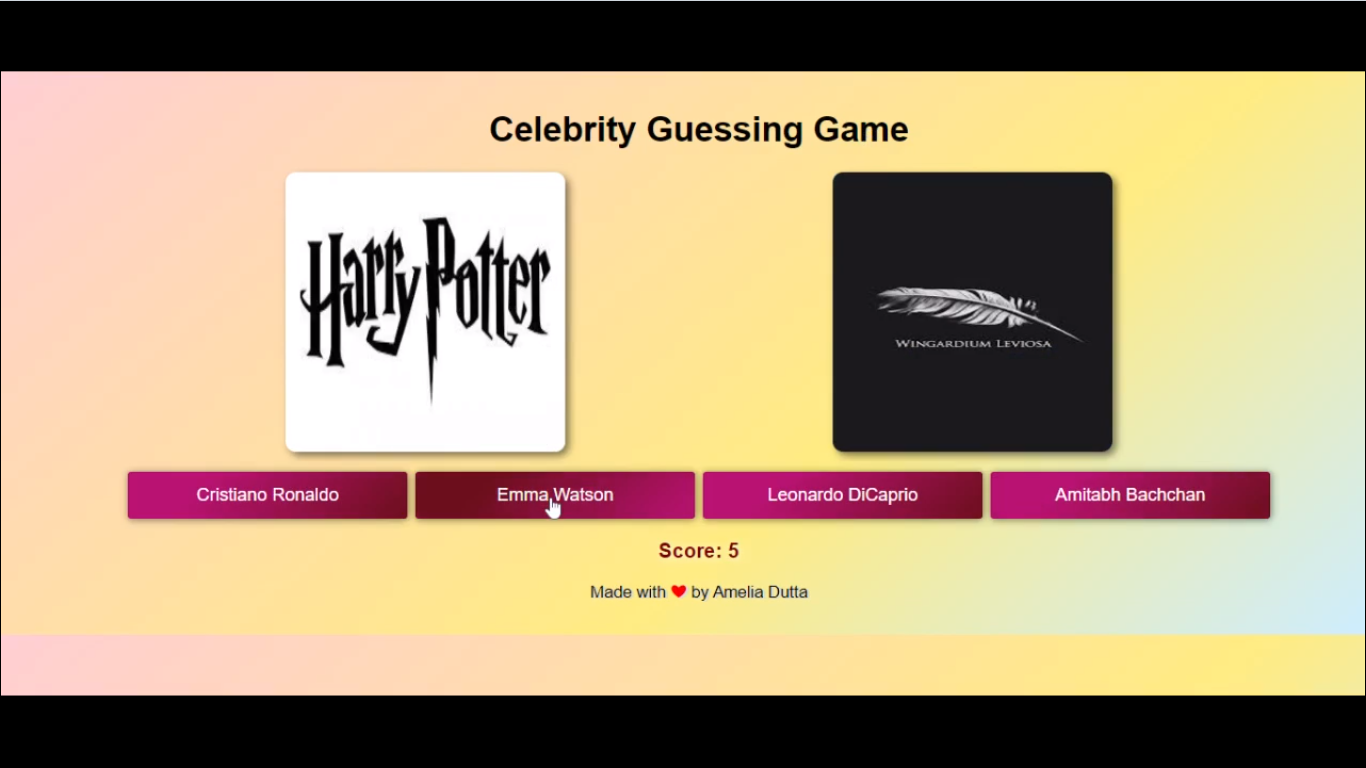 Celebrity Guessing Game
Harry Potter
WINGARDIUM LEVIOSA
Cristiano Ronaldo
Emma Watson
Leonardo DiCaprio
Amitabh Bachchan
Score: 5
Made with ❤ by Amelia Dutta